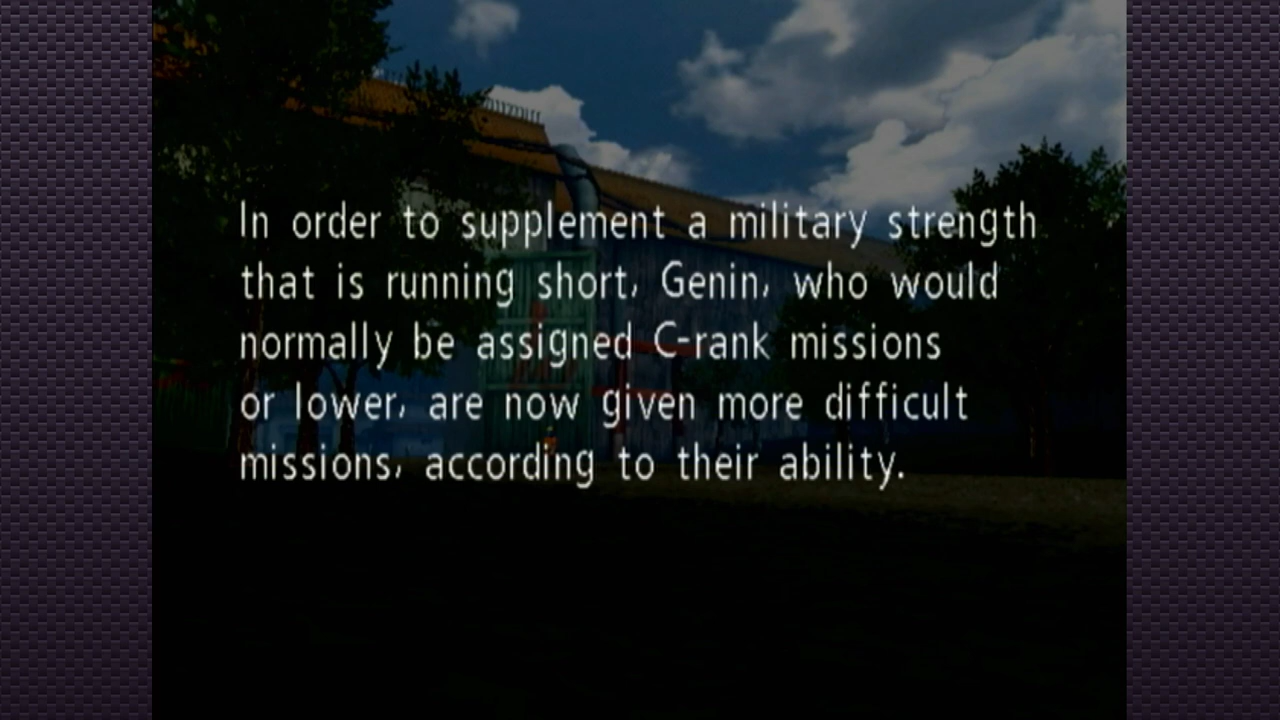 In order to supplement a military strength
that is running short, Genin, who would
normally be assigned C-rank missions
or lower, are now given more difficult
missions, according to their ability.